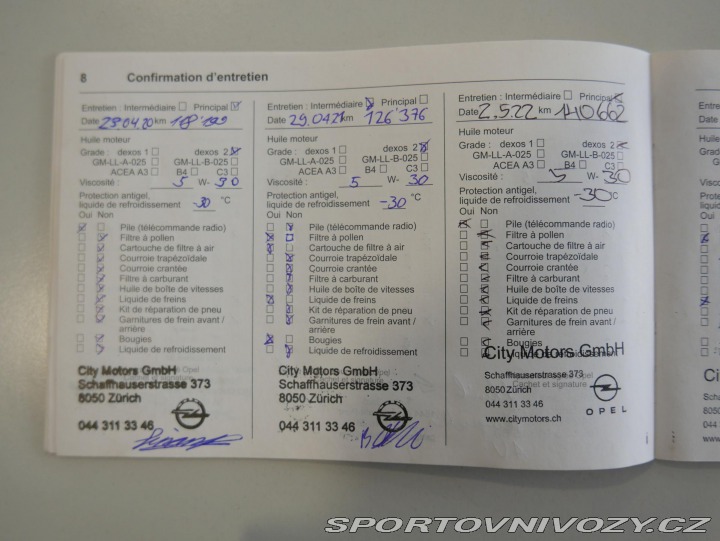 8 Confirmation d'entretien
Entretien : Intermédiaire Principal
Date 29.04.20 km
Huile moteur
Grade : dexos 1 dexos 2
GM-LL-A-025 GM-LL-B-025
ACEA A3 B4 C3
Viscosité : 5 W- 30
Protection antigel,
liquide de refroidissement -30 °C
Oui Non
Pile (télécommande radio)
Filtre à pollen
Cartouche de filtre à air
Courroie trapézoïdale
Courroie crantée
Filtre à carburant
Huile de boîte de vitesses
Liquide de freins
Kit de réparation de pneu
Garnitures de frein avant /
arrière
Bougies
Liquide de refroidissement
City Motors GmbH
Schaffhauserstrasse 373
8050 Zürich
044 311 33 46
Entretien : Intermédiaire Principal
Date 29.04.21 km 126'376
Huile moteur
Grade : dexos 1 dexos 2
GM-LL-A-025 GM-LL-B-025
ACEA A3 B4 C3
Viscosité : 5 W- 30
Protection antigel,
liquide de refroidissement -30 °C
Oui Non
Pile (télécommande radio)
Filtre à pollen
Cartouche de filtre à air
Courroie trapézoïdale
Courroie crantée
Filtre à carburant
Huile de boîte de vitesses
Liquide de freins
Kit de réparation de pneu
Garnitures de frein avant /
arrière
Bougies
Liquide de refroidissement
City Motors GmbH
Schaffhauserstrasse 373
8050 Zürich
044 311 33 46
Entretien : Intermédiaire Principal
Date 2.5.22 km 140662
Huile moteur
Grade : dexos 1 dexos 2
GM-LL-A-025 GM-LL-B-025
ACEA A3 B4 C3
Viscosité : 5 W- 30
Protection antigel,
liquide de refroidissement -30 °C
Oui Non
Pile (télécommande radio)
Filtre à pollen
Cartouche de filtre à air
Courroie trapézoïdale
Courroie crantée
Filtre à carburant
Huile de boîte de vitesses
Liquide de freins
Kit de réparation de pneu
Garnitures de frein avant /
arrière
Bougies
Liquide de refroidissement
City Motors GmbH
Cachet et signature
Schaffhauserstrasse 373
8050 Zürich
044 311 33 46
www.citymotors.ch
OPEL
Entretien
Date
Huile
Grade
Oui
SPORTOVNIVOZY.CZ